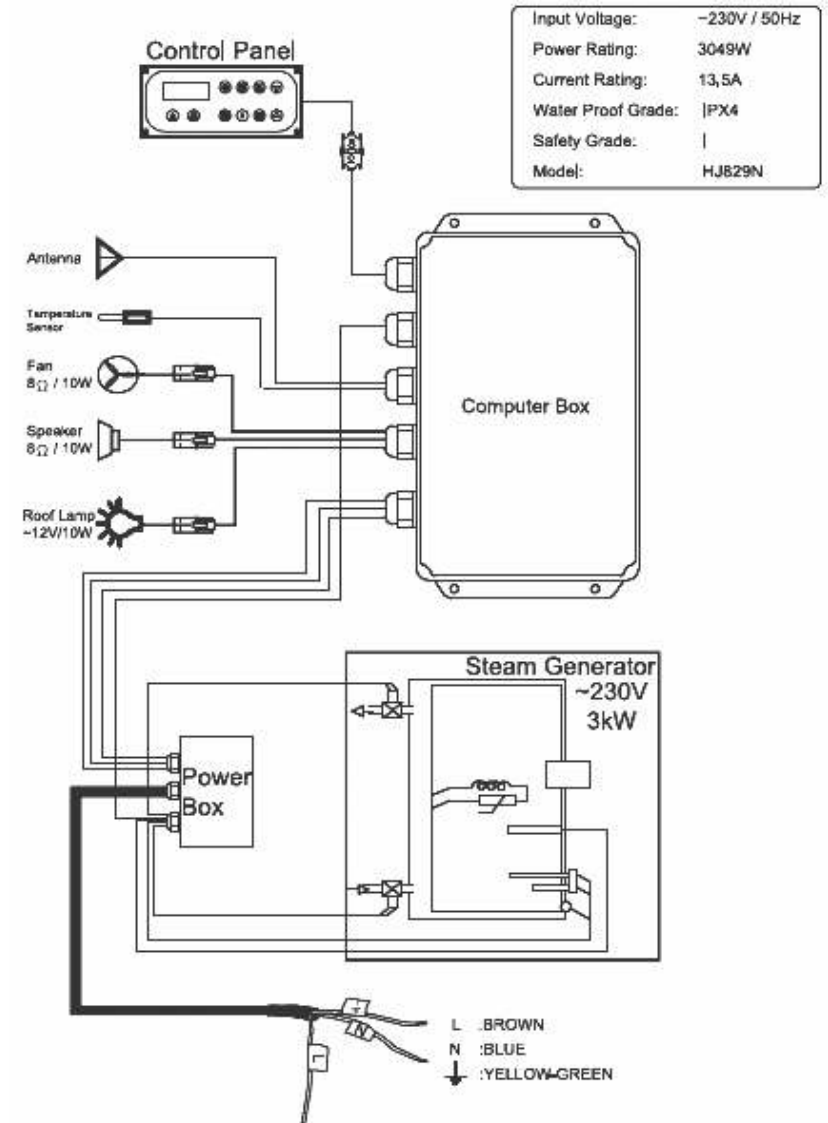 Input Voltage: ~230V / 50Hz
Power Rating: 3049W
Current Rating: 13,5A
Water Proof Grade: IPX4
Safety Grade: I
Model: HJ829N
Control Panel
Antenna
Temperature
Sensor
Fan
8Ω / 10W
Speaker
8Ω / 10W
Roof Lamp
~12V/10W
Computer Box
Steam Generator
~230V
3kW
Power
Box
N
L
L :BROWN
N :BLUE
⏚ :YELLOW-GREEN